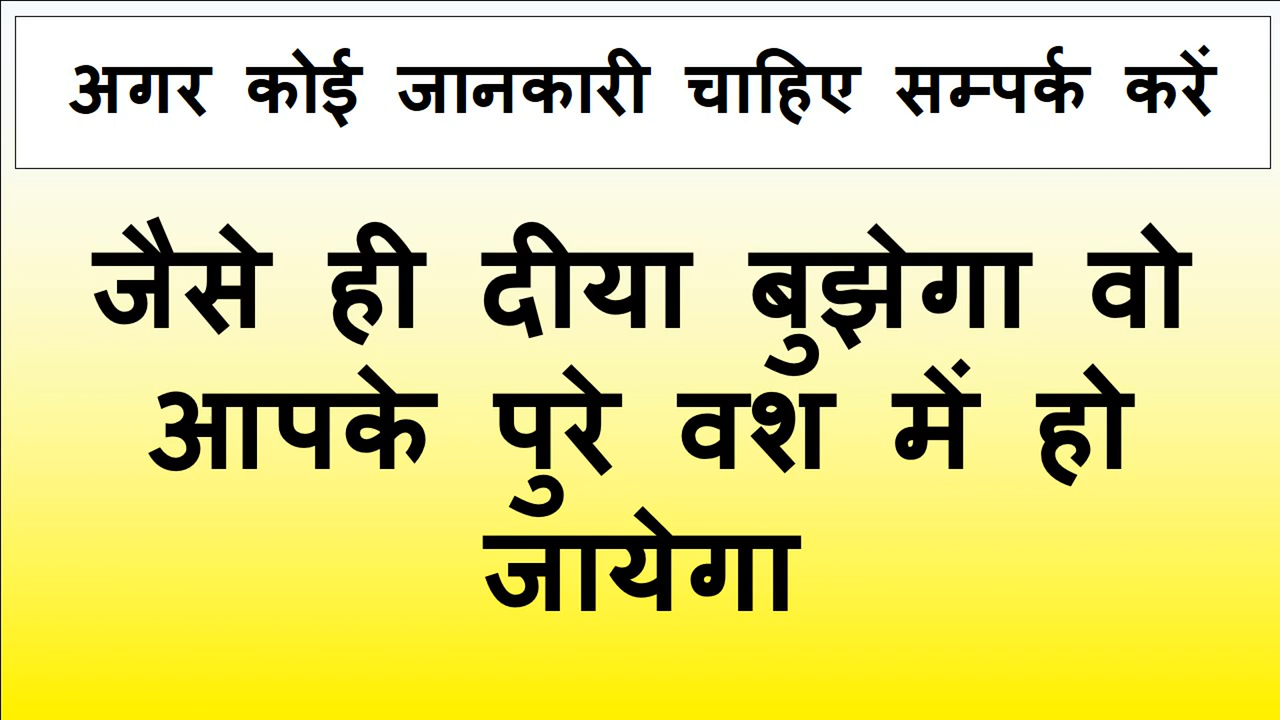 अगर कोई जानकारी चाहिए सम्पर्क करें
जैसे ही दीया बुझेगा वो
आपके पुरे वश में हो
जायेगा